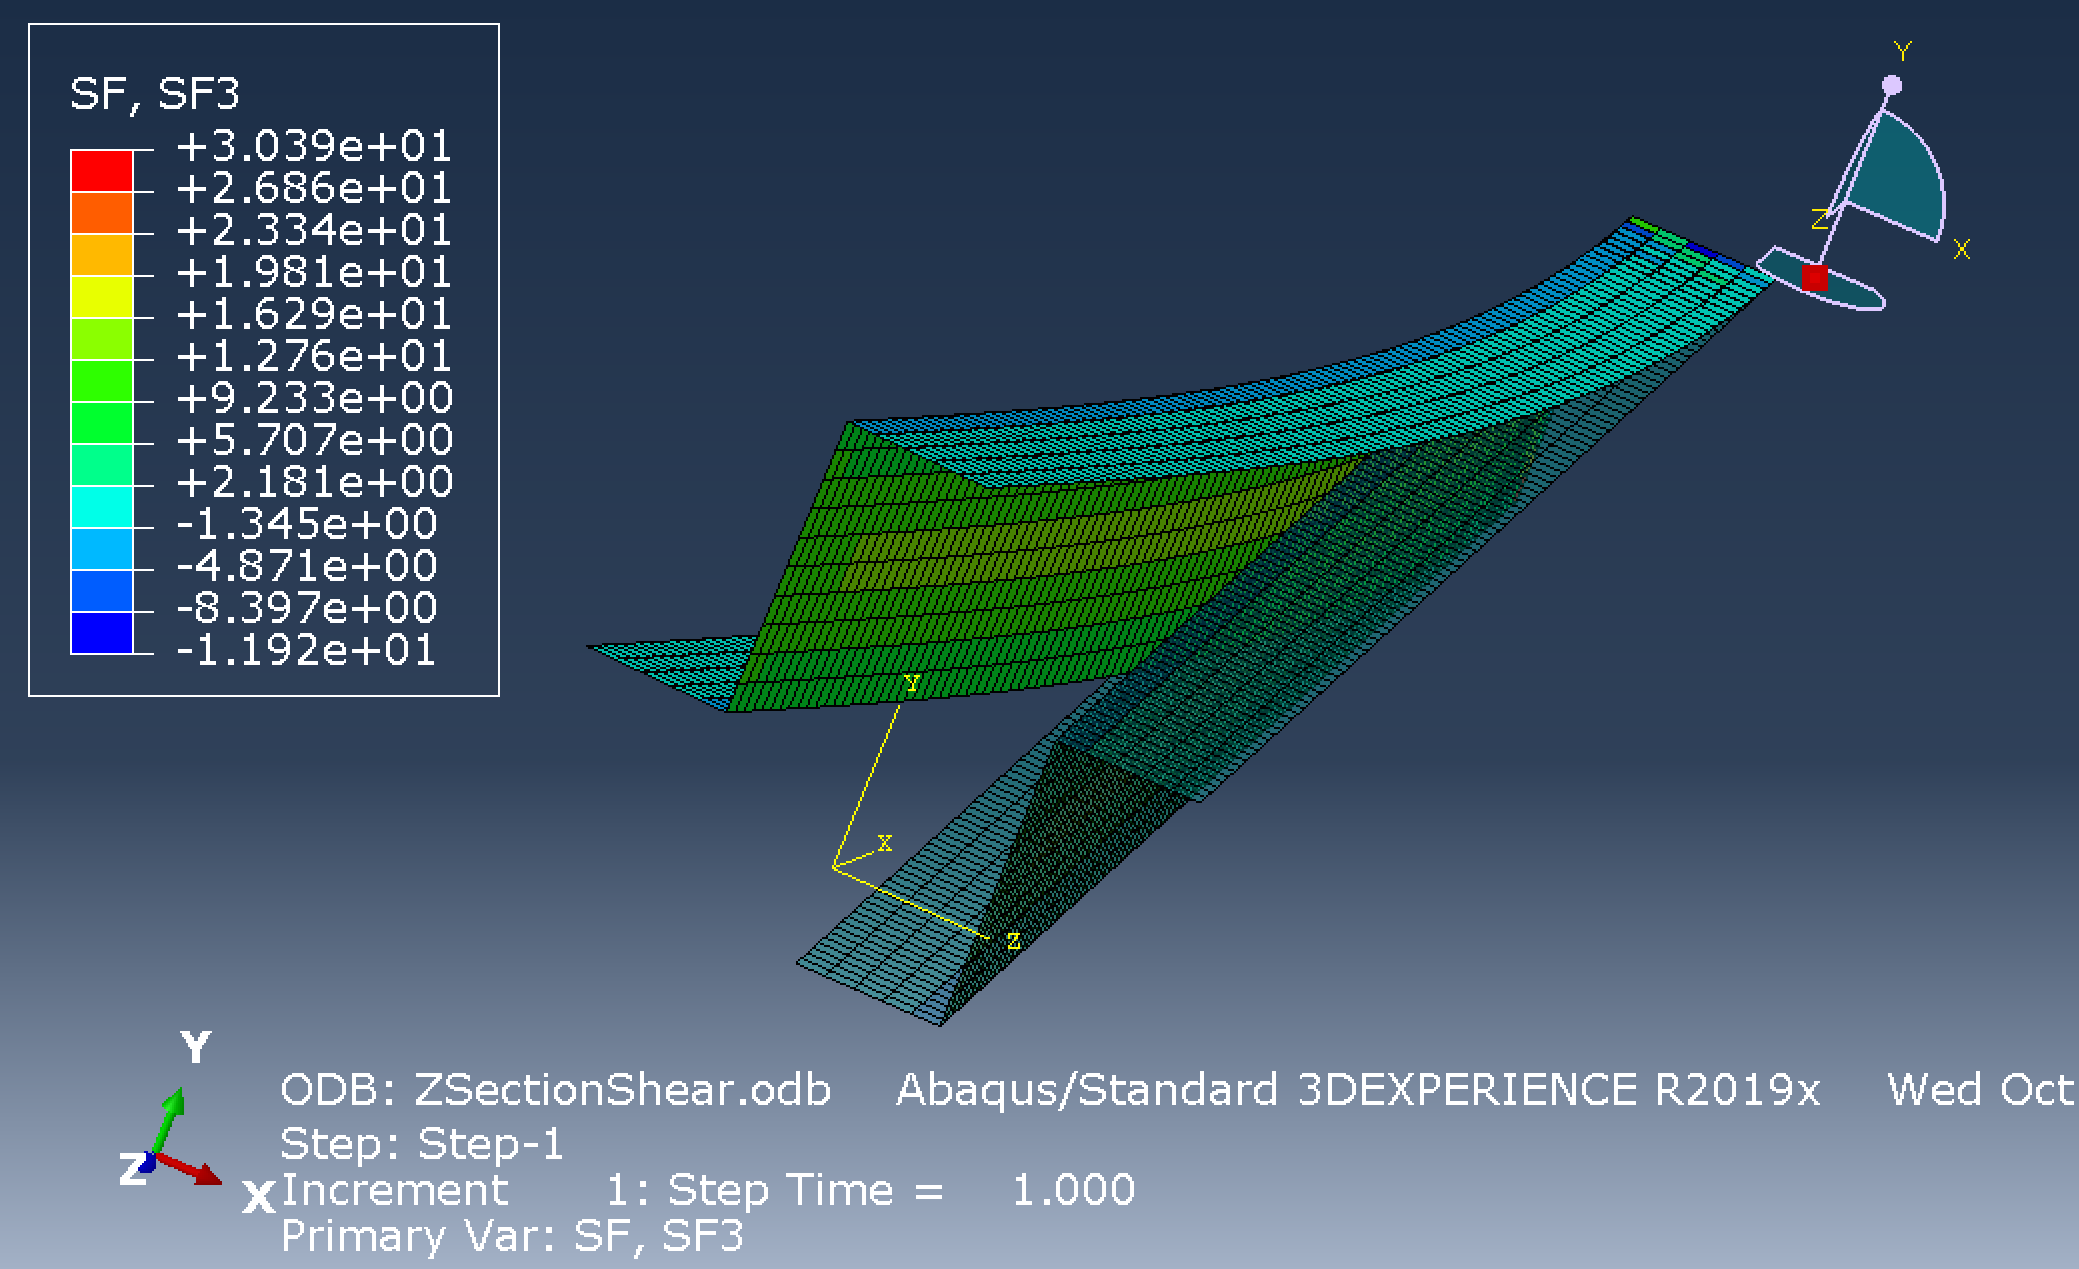 SF, SF3
+3.039e+01
+2.686e+01
+2.334e+01
+1.981e+01
+1.629e+01
+1.276e+01
+9.233e+00
+5.707e+00
+2.181e+00
-1.345e+00
-4.871e+00
-8.397e+00
-1.192e+01
Y
Z
X
Y
X
Z
Y
Z
X
ODB: ZSectionShear.odb Abaqus/Standard 3DEXPERIENCE R2019x Wed Oct
Step: Step-1
Increment 1: Step Time = 1.000
Primary Var: SF, SF3